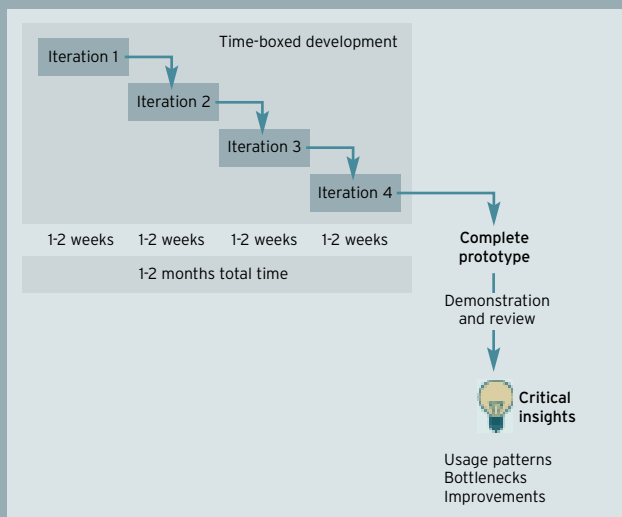 Time-boxed development
Iteration 1
Iteration 2
Iteration 3
Iteration 4
1-2 weeks 1-2 weeks 1-2 weeks 1-2 weeks
1-2 months total time
Complete
prototype
Demonstration
and review
Critical
insights
Usage patterns
Bottlenecks
Improvements